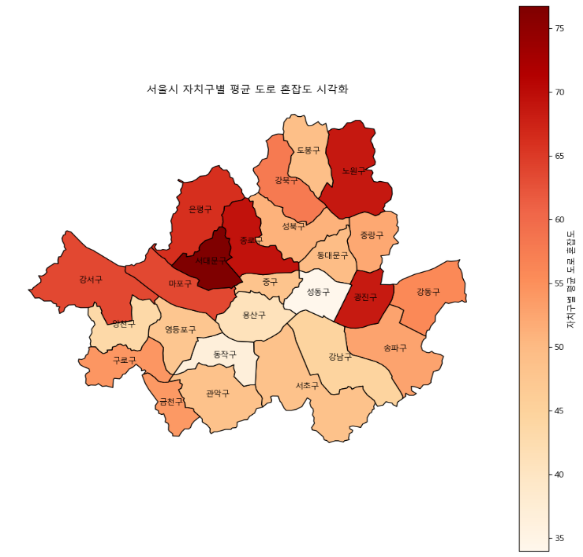 서울시 자치구별 평균 도로 혼잡도 시각화
도봉구
노원구
강북구
은평구
성북구
중랑구
종로구
동대문구
서대문구
강서구
마포구
중구
성동구
광진구
강동구
용산구
양천구
영등포구
송파구
동작구
강남구
구로구
서초구
관악구
금천구
75
70
65
60
55
50
45
40
35
자치구별 평균 도로 혼잡도